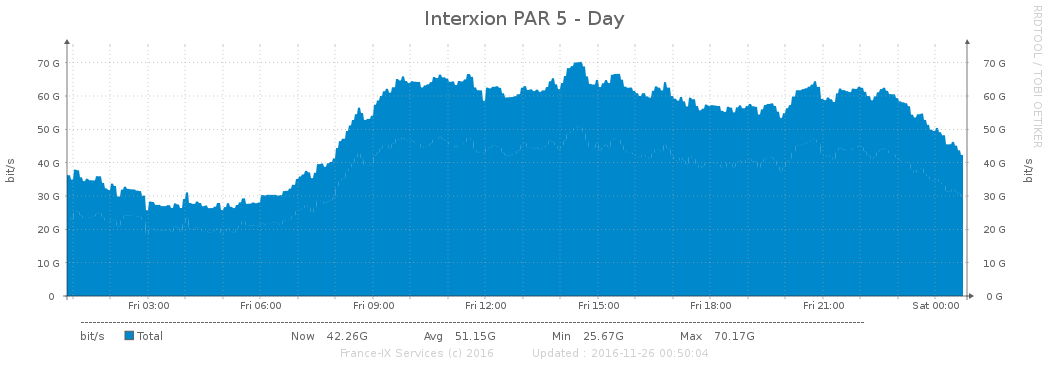 Interxion PAR 5 - Day
RRDTOOL / TOBI OETIKER
bit/s
70 G 70 G
60 G 60 G
50 G 50 G
40 G 40 G
30 G 30 G
20 G 20 G
10 G 10 G
0 0 G
bit/s
Fri 03:00 Fri 06:00 Fri 09:00 Fri 12:00 Fri 15:00 Fri 18:00 Fri 21:00 Sat 00:00
bit/s Total Now 42.26G Avg 51.15G Min 25.67G Max 70.17G
France-IX Services (c) 2016 Updated : 2016-11-26 00:50:04